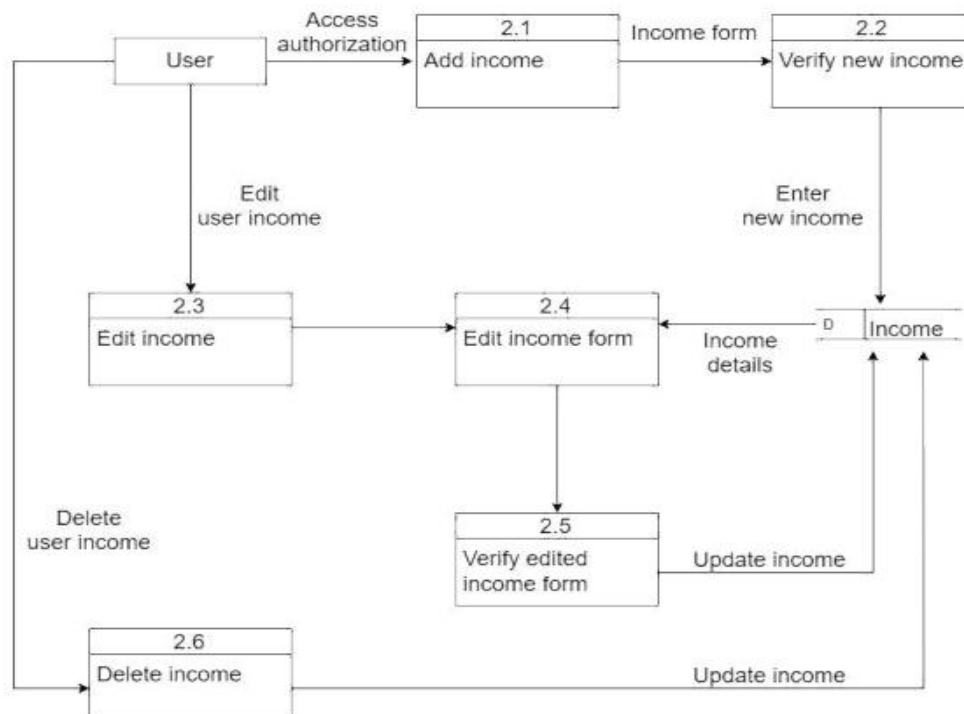 Access
authorization
2.1
Income form
2.2
User
Add income
Verify new income
Edit
user income
Enter
new income
2.3
2.4
Edit income
Edit income form
D
Income
Income
details
Delete
user income
2.5
Verify edited
income form
Update income
2.6
Delete income
Update income